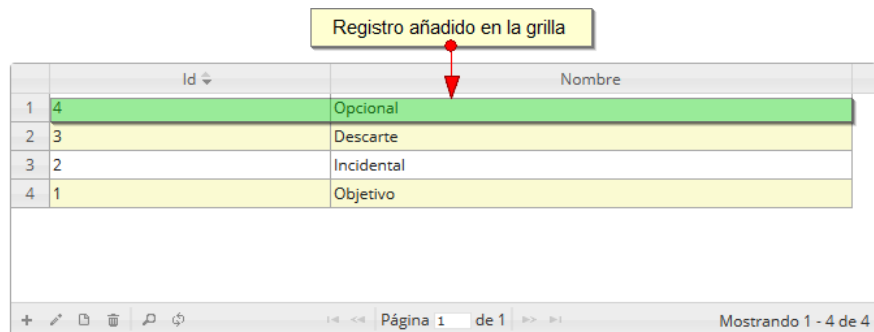 Registro añadido en la grilla
Id Nombre
1 4 Opcional
2 3 Descarte
3 2 Incidental
4 1 Objetivo
Página 1 de 1 Mostrando 1 - 4 de 4